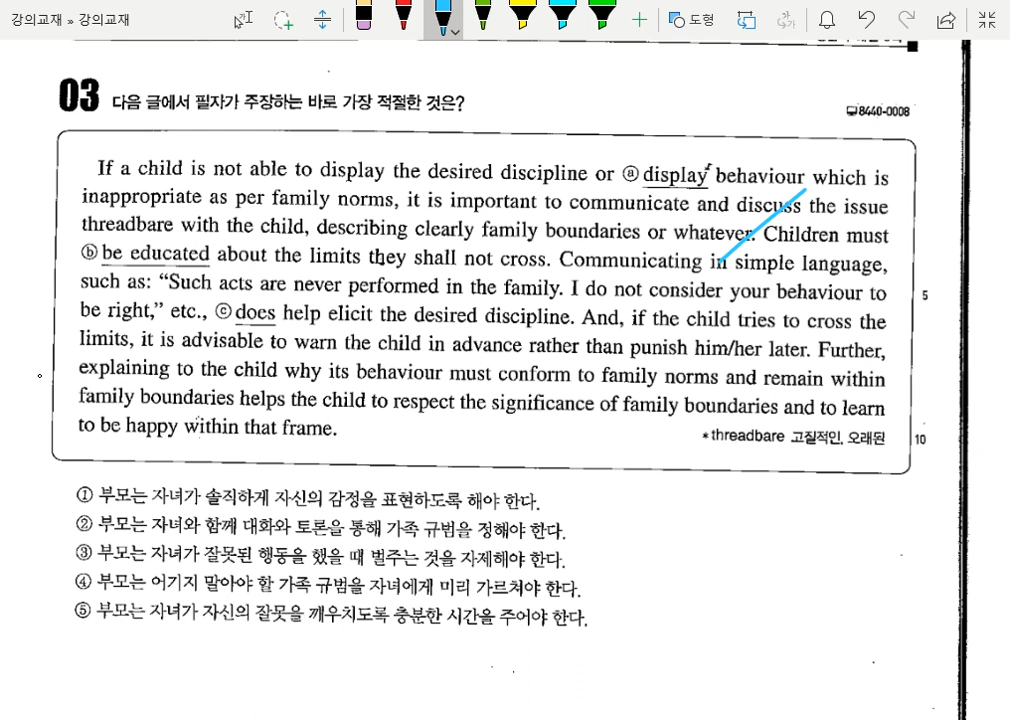 강의교재 » 강의교재
도형
03 다음 글에서 필자가 주장하는 바로 가장 적절한 것은?
8440-0008
If a child is not able to display the desired discipline or ⓐ display behaviour which is
inappropriate as per family norms, it is important to communicate and discuss the issue
threadbare with the child, describing clearly family boundaries or whatever. Children must
ⓑ be educated about the limits they shall not cross. Communicating in simple language,
such as: “Such acts are never performed in the family. I do not consider your behaviour to
5
be right,” etc., ⓒ does help elicit the desired discipline. And, if the child tries to cross the
limits, it is advisable to warn the child in advance rather than punish him/her later. Further,
explaining to the child why its behaviour must conform to family norms and remain within
family boundaries helps the child to respect the significance of family boundaries and to learn
to be happy within that frame.
*threadbare 고질적인, 오래된
10
① 부모는 자녀가 솔직하게 자신의 감정을 표현하도록 해야 한다.
② 부모는 자녀와 함께 대화와 토론을 통해 가족 규범을 정해야 한다.
③ 부모는 자녀가 잘못된 행동을 했을 때 벌주는 것을 자제해야 한다.
④ 부모는 어기지 말아야 할 가족 규범을 자녀에게 미리 가르쳐야 한다.
⑤ 부모는 자녀가 자신의 잘못을 깨우치도록 충분한 시간을 주어야 한다.